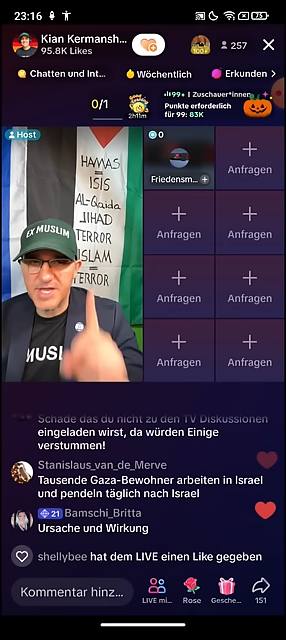 23:16
75
Kian Kermansh...
95.8K Likes
100+
257
Chatten und Int...
Wöchentlich
Erkunden
0/1
2h11m
99+ | Zuschauer*innen
Punkte erforderlich
für 99: 83K
Host
0
HAMAS
=
ISIS
AL-Qaida
JIHAD
TERROR
ISLAM
=
TERROR
EX MUSLIM
MUSL
Friedensm...
Anfragen
Anfragen
Anfragen
Anfragen
Anfragen
Anfragen
Anfragen
Schade das du nicht zu den TV Diskussionen
eingeladen wirst, da würden Einige
verstummen!
Stanislaus_van_de_Merve
Tausende Gaza-Bewohner arbeiten in Israel
und pendeln täglich nach Israel
21 Bamschi_Britta
Ursache und Wirkung
shellybee hat dem LIVE einen Like gegeben
Kommentar hinz...
LIVE mi...
Rose
Gesche...
151